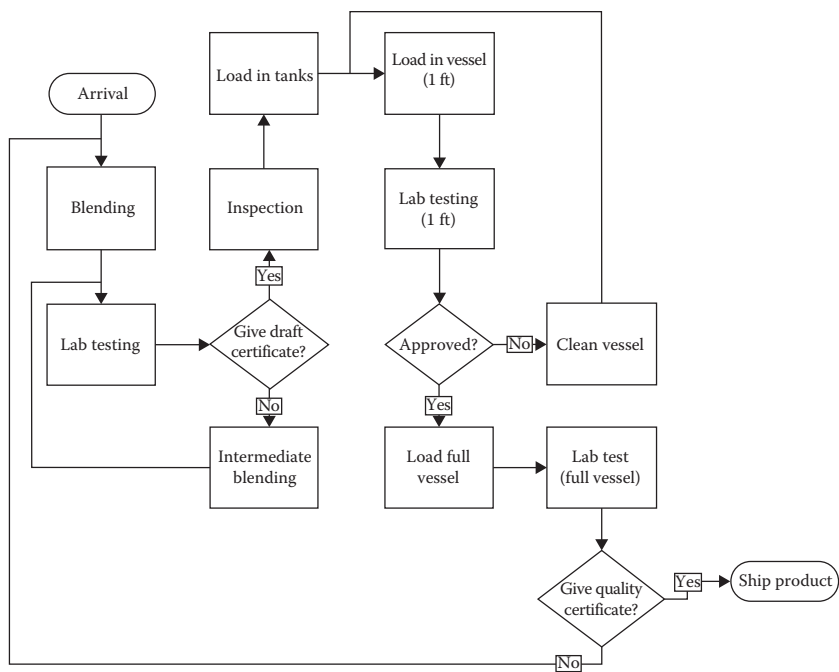 Arrival
Blending
Lab testing
Load in tanks
Inspection
Yes
Give draft
certificate?
No
Intermediate
blending
Load in vessel
(1 ft)
Lab testing
(1 ft)
Approved?
No
Clean vessel
Yes
Load full
vessel
Lab test
(full vessel)
Give quality
certificate?
Yes
Ship product
No